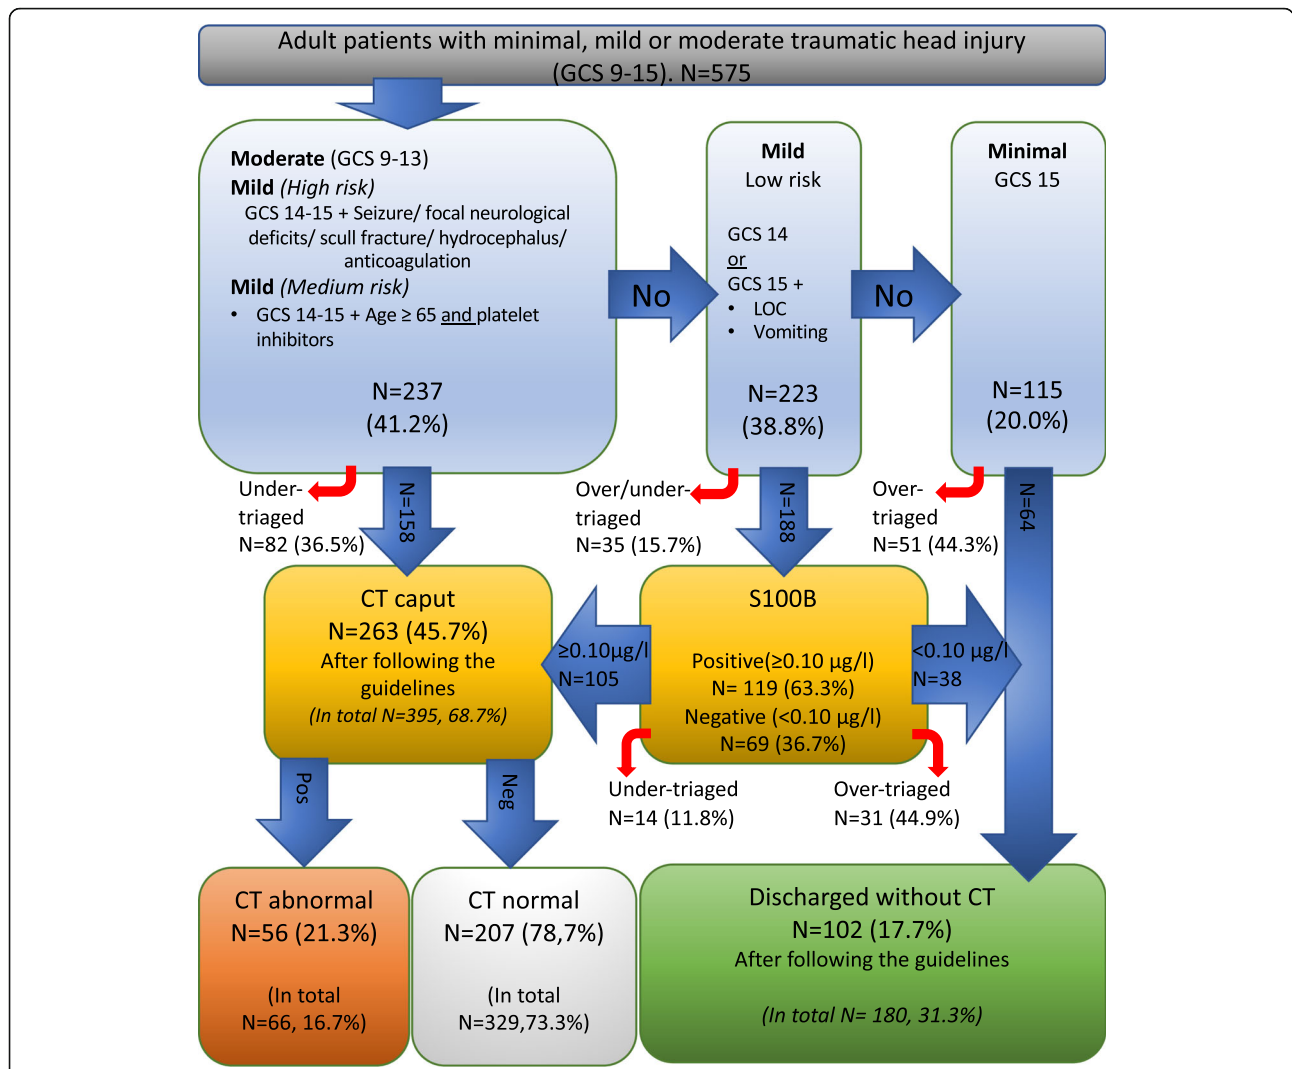 Adult patients with minimal, mild or moderate traumatic head injury
(GCS 9-15). N=575
Moderate (GCS 9-13)
Mild (High risk)
GCS 14-15 + Seizure/ focal neurological
deficits/ scull fracture/ hydrocephalus/
anticoagulation
Mild (Medium risk)
• GCS 14-15 + Age ≥ 65 and platelet
inhibitors
N=237
(41.2%)
No
Mild
Low risk
GCS 14
or
GCS 15 +
• LOC
• Vomiting
N=223
(38.8%)
No
Minimal
GCS 15
N=115
(20.0%)
Under-
triaged
N=82 (36.5%)
N=158
Over/under-
triaged
N=35 (15.7%)
N=188
Over-
triaged
N=51 (44.3%)
N=64
CT caput
N=263 (45.7%)
After following the
guidelines
(In total N=395, 68.7%)
≥0.10µg/l
N=105
S100B
Positive(≥0.10 µg/l)
N= 119 (63.3%)
Negative (<0.10 µg/l)
N=69 (36.7%)
<0.10 µg/l
N=38
Under-triaged
N=14 (11.8%)
Over-triaged
N=31 (44.9%)
Pos
Neg
CT abnormal
N=56 (21.3%)
(In total
N=66, 16.7%)
CT normal
N=207 (78,7%)
(In total
N=329,73.3%)
Discharged without CT
N=102 (17.7%)
After following the guidelines
(In total N= 180, 31.3%)